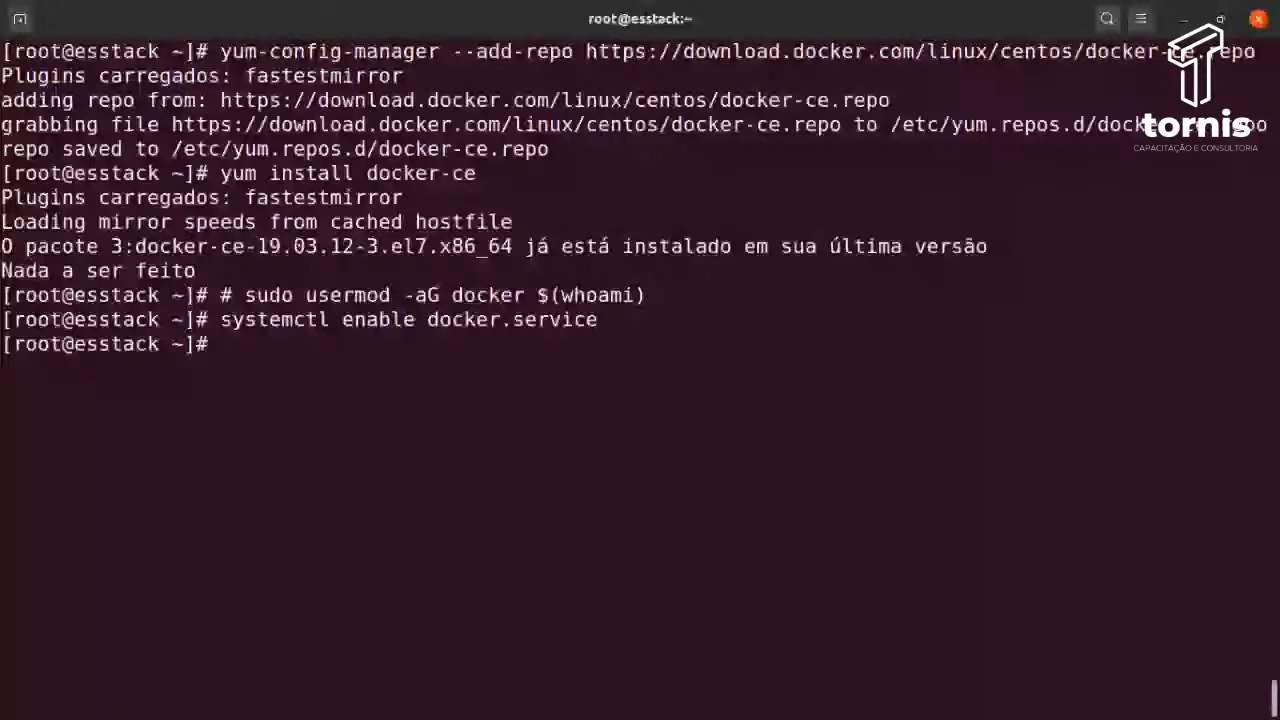 root@esstack:~
[root@esstack ~]# yum-config-manager --add-repo https://download.docker.com/linux/centos/docker-ce.repo
Plugins carregados: fastestmirror
adding repo from: https://download.docker.com/linux/centos/docker-ce.repo
grabbing file https://download.docker.com/linux/centos/docker-ce.repo to /etc/yum.repos.d/
repo saved to /etc/yum.repos.d/docker-ce.repo
[root@esstack ~]# yum install docker-ce
Plugins carregados: fastestmirror
Loading mirror speeds from cached hostfile
O pacote 3:docker-ce-19.03.12-3.el7.x86_64 já está instalado em sua última versão
Nada a ser feito
[root@esstack ~]# # sudo usermod -aG docker $(whoami)
[root@esstack ~]# systemctl enable docker.service
[root@esstack ~]#
tornis
CAPACITAÇÃO E CONSULTORIA